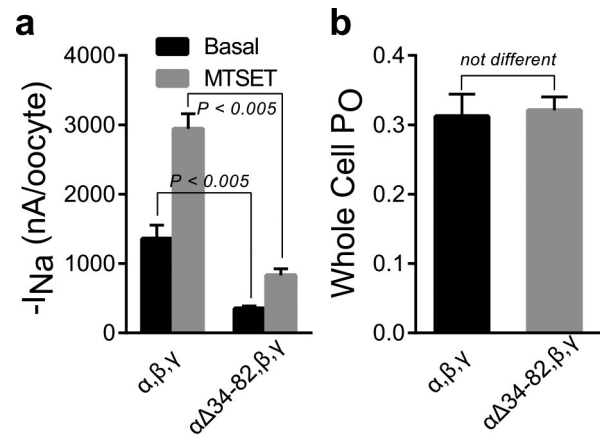 a
Basal
MTSET
-INa (nA/oocyte)
4000
3000
2000
1000
0
P < 0.005
P < 0.005
α,β,γ
αΔ34-82,β,γ
b
not different
Whole Cell PO
0.4
0.3
0.2
0.1
0.0
α,β,γ
αΔ34-82,β,γ